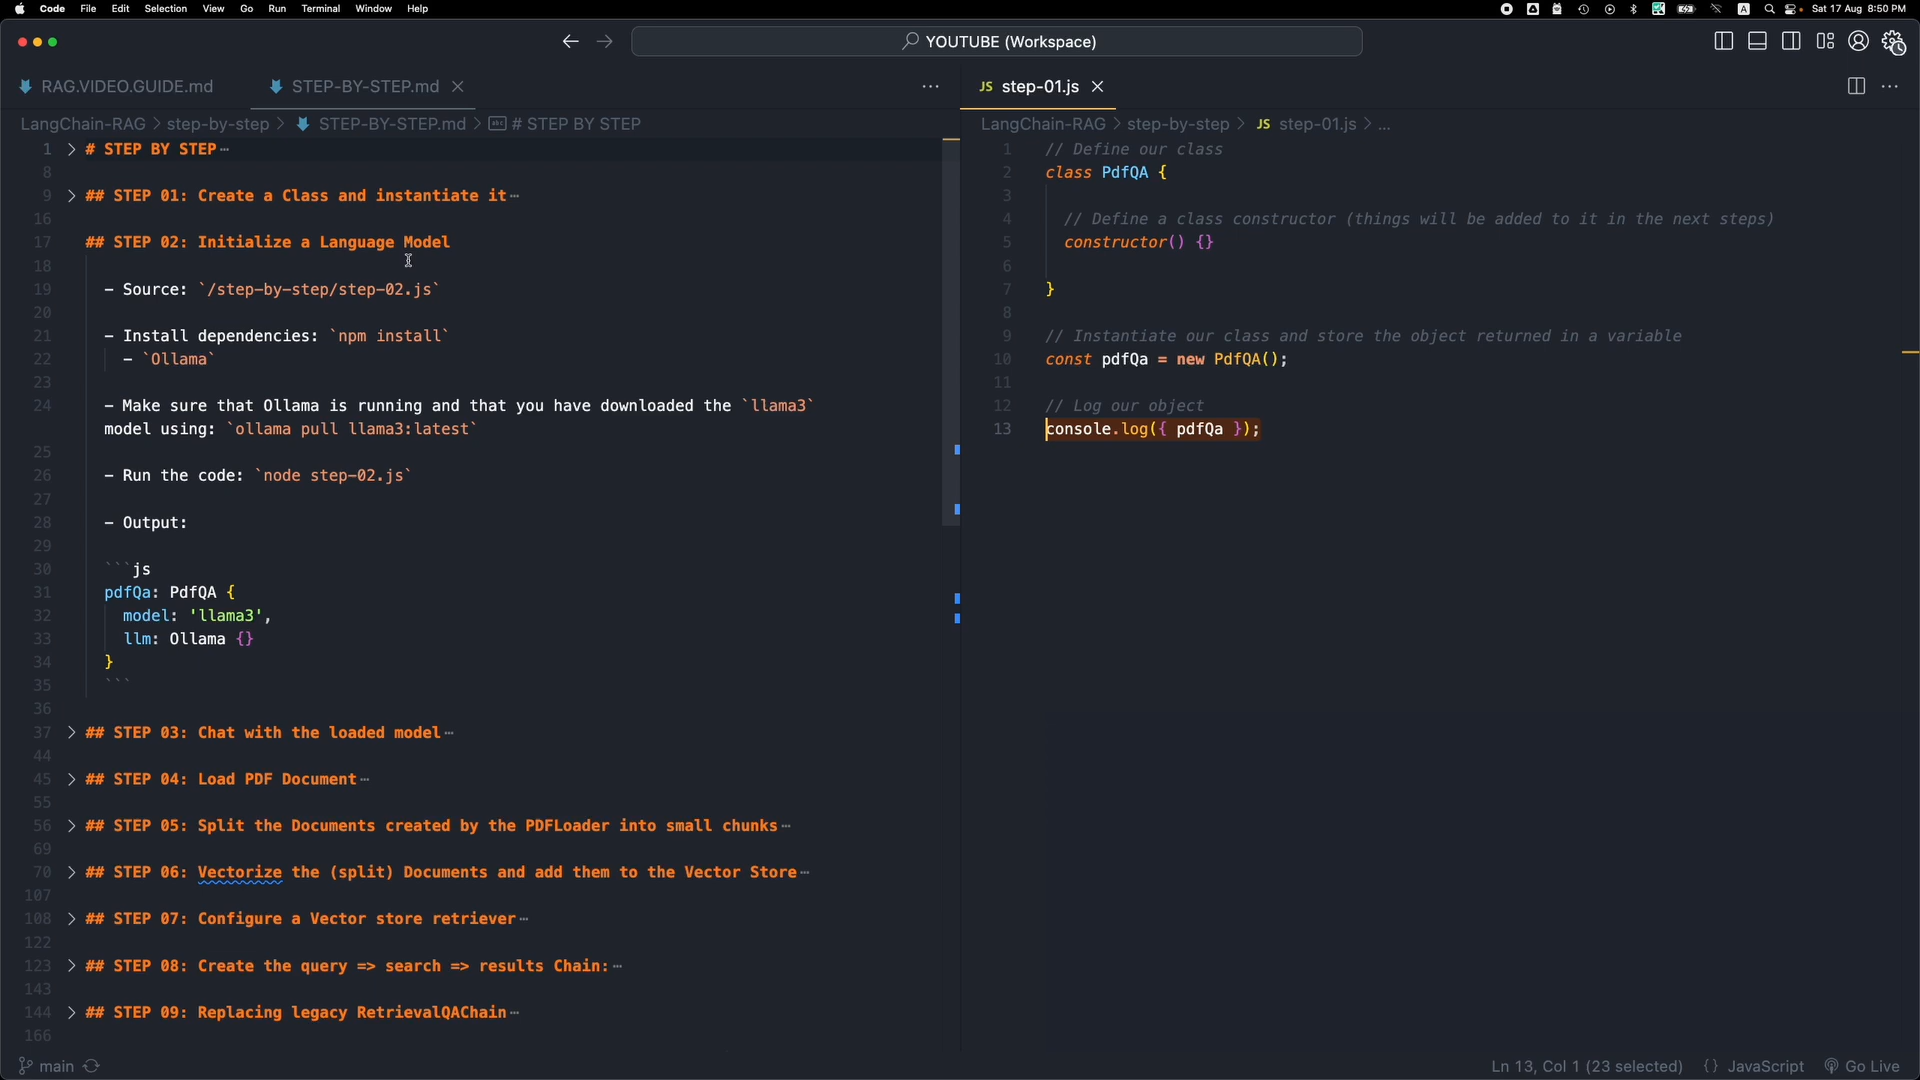 Code File Edit Selection View Go Run Terminal Window Help A Sat 17 Aug 8:50 PM
YOUTUBE (Workspace)
RAG.VIDEO.GUIDE.md STEP-BY-STEP.md
JS step-01.js
LangChain-RAG > step-by-step > STEP-BY-STEP.md > # STEP BY STEP
LangChain-RAG > step-by-step > JS step-01.js > ...
1 # STEP BY STEP
8
9 ## STEP 01: Create a Class and instantiate it
16
17 ## STEP 02: Initialize a Language Model
18
19 - Source: `/step-by-step/step-02.js`
20
21 - Install dependencies: `npm install`
22 - `Ollama`
23
24 - Make sure that Ollama is running and that you have downloaded the `llama3`
model using: `ollama pull llama3:latest`
25
26 - Run the code: `node step-02.js`
27
28 - Output:
29
30 ```js
31 pdfQa: PdfQA {
32 model: 'llama3',
33 llm: Ollama {}
34 }
35 ```
36
37 ## STEP 03: Chat with the loaded model
44
45 ## STEP 04: Load PDF Document
55
56 ## STEP 05: Split the Documents created by the PDFLoader into small chunks
69
70 ## STEP 06: Vectorize the (split) Documents and add them to the Vector Store
107
108 ## STEP 07: Configure a Vector store retriever
122
123 ## STEP 08: Create the query => search => results Chain:
143
144 ## STEP 09: Replacing legacy RetrievalQAChain
166
1 // Define our class
2 class PdfQA {
3
4 // Define a class constructor (things will be added to it in the next steps)
5 constructor() {}
6
7 }
8
9 // Instantiate our class and store the object returned in a variable
10 const pdfQa = new PdfQA();
11
12 // Log our object
13 console.log({ pdfQa });
main
Ln 13, Col 1 (23 selected) {} JavaScript Go Live